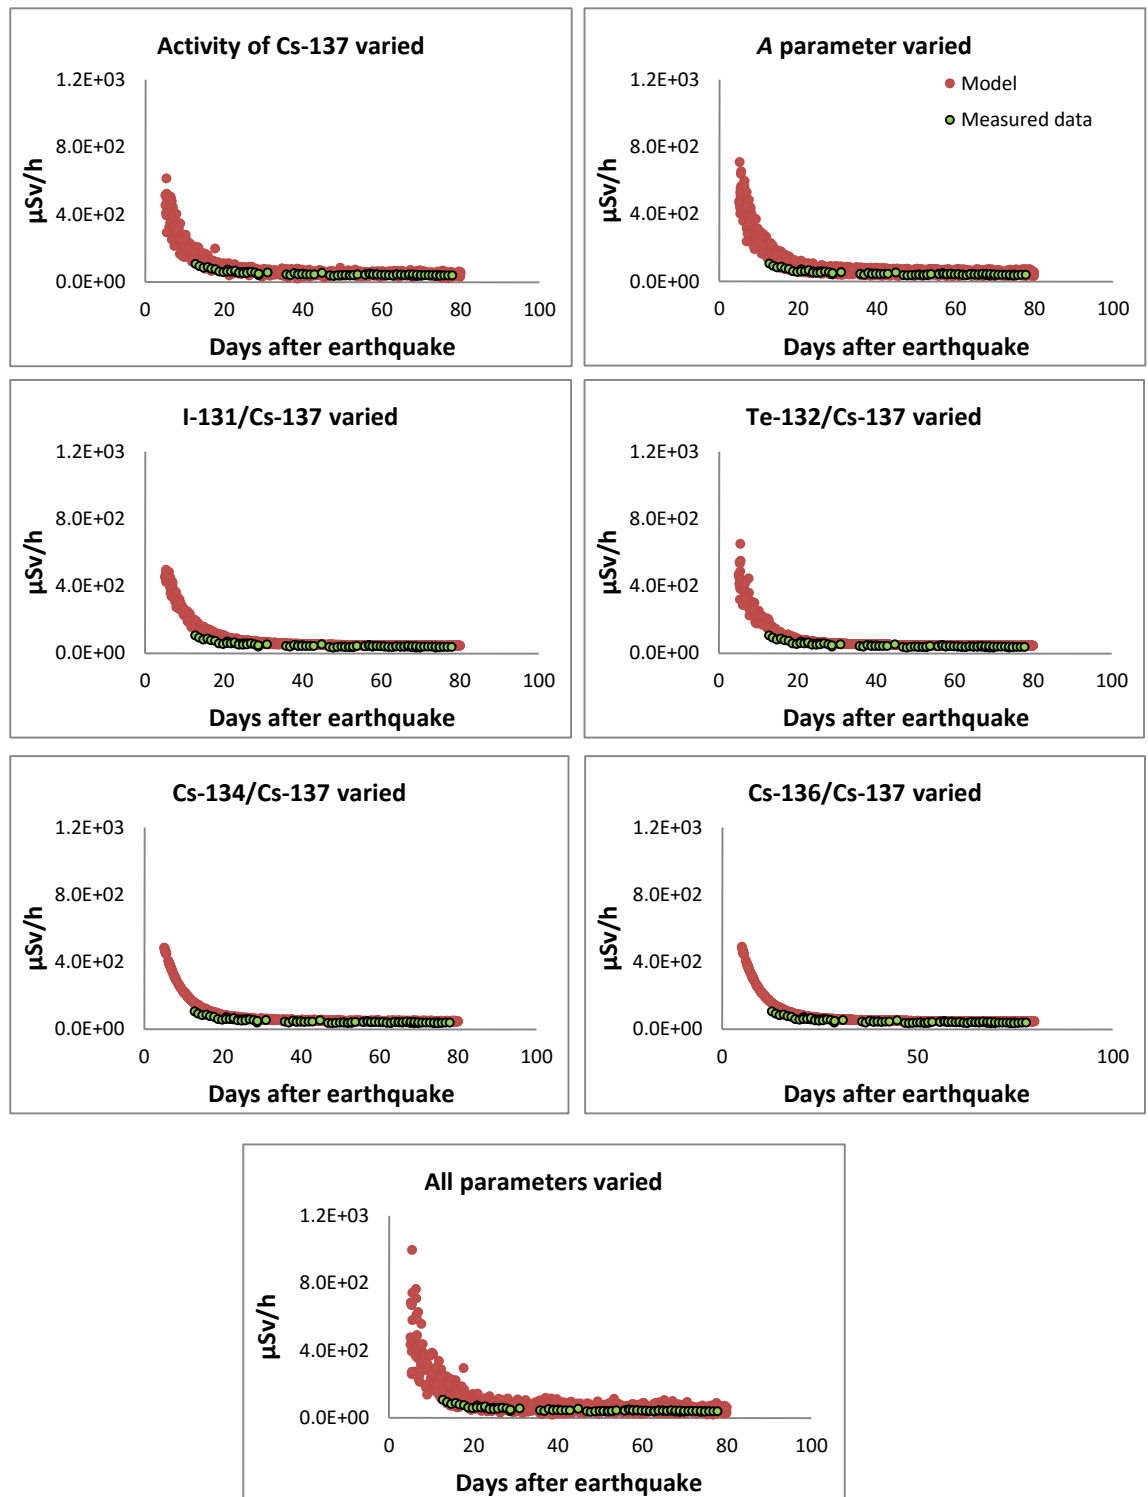 Activity of Cs-137 varied
1.2E+03
8.0E+02
4.0E+02
0.0E+00
µSv/h
0 20 40 60 80 100
Days after earthquake
A parameter varied
1.2E+03
8.0E+02
4.0E+02
0.0E+00
µSv/h
Model
Measured data
0 20 40 60 80 100
Days after earthquake
I-131/Cs-137 varied
1.2E+03
8.0E+02
4.0E+02
0.0E+00
µSv/h
0 20 40 60 80 100
Days after earthquake
Te-132/Cs-137 varied
1.2E+03
8.0E+02
4.0E+02
0.0E+00
µSv/h
0 20 40 60 80 100
Days after earthquake
Cs-134/Cs-137 varied
1.2E+03
8.0E+02
4.0E+02
0.0E+00
µSv/h
0 20 40 60 80 100
Days after earthquake
Cs-136/Cs-137 varied
1.2E+03
8.0E+02
4.0E+02
0.0E+00
µSv/h
0 50 100
Days after earthquake
All parameters varied
1.2E+03
8.0E+02
4.0E+02
0.0E+00
µSv/h
0 20 40 60 80 100
Days after earthquake